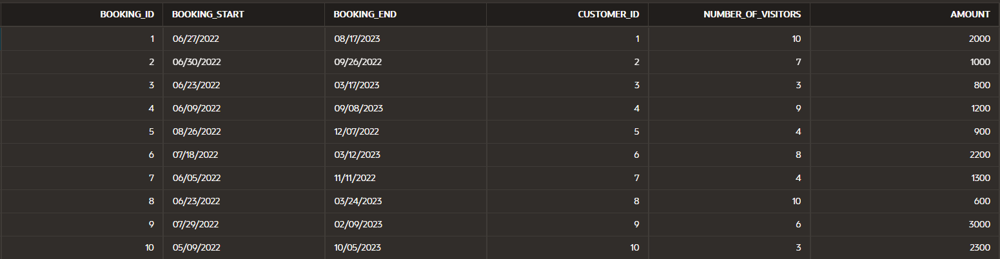 BOOKING_ID BOOKING_START BOOKING_END CUSTOMER_ID NUMBER_OF_VISITORS AMOUNT
1 06/27/2022 08/17/2023 1 10 2000
2 06/30/2022 09/26/2022 2 7 1000
3 06/23/2022 03/17/2023 3 3 800
4 06/09/2022 09/08/2023 4 9 1200
5 08/26/2022 12/07/2022 5 4 900
6 07/18/2022 03/12/2023 6 8 2200
7 06/05/2022 11/11/2022 7 4 1300
8 06/23/2022 03/24/2023 8 10 600
9 07/29/2022 02/09/2023 9 6 3000
10 05/09/2022 10/05/2023 10 3 2300